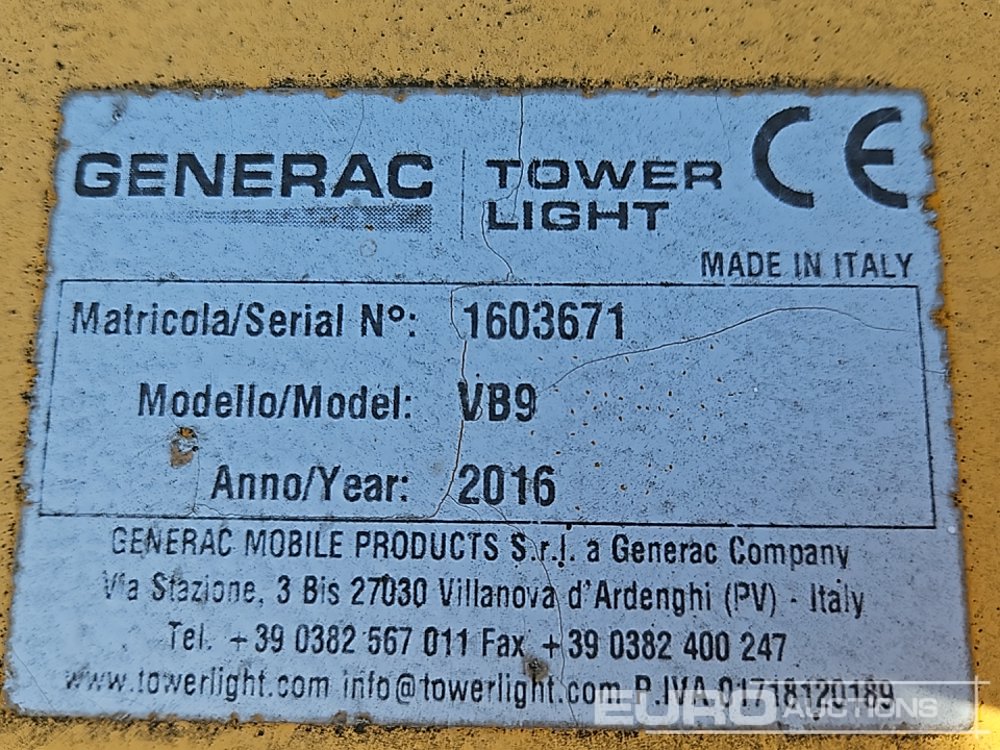 GENERAC TOWER LIGHT CE
MADE IN ITALY
Matricola/Serial N°: 1603671
Modello/Model: VB9
Anno/Year: 2016
GENERAC MOBILE PRODUCTS S.r.l. a Generac Company
Via Stazione, 3 Bis 27030 Villanova d'Ardenghi (PV) - Italy
Tel. +39 0382 567 011 Fax +39 0382 400 247
www.towerlight.com info@towerlight.com P.IVA 01718120189
EURO AUCTIONS